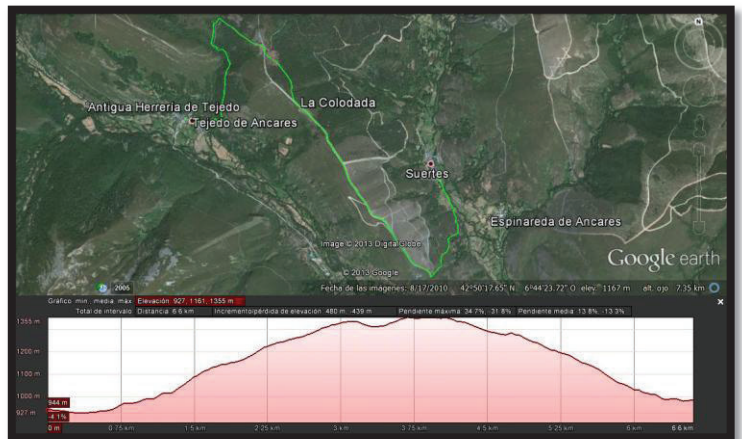 Antigua Herrería de Tejedo
La Colodada
Tejedo de Ancares
Suertes
Espinareda de Ancares
Image © 2013 DigitalGlobe
Google earth
© 2013 Google
2005
Fecha de las imágenes: 8/17/2010 42°50'17.65" N 6°44'23.72" O elev. 1167 m alt. ojo 7.35 km
Gráfico: mín., media, máx. Elevación: 927, 1161, 1355 m
Total de intervalo: Distancia: 6.6 km Incremento/pérdida de elevación: 480 m, -439 m Pendiente máxima: 34.7%, -31.8% Pendiente media: 13.8%, -13.3%
1355 m
1200 m
1100 m
1000 m
944 m
927 m
-4.1%
0 m 0.75 km 1.5 km 2.25 km 3 km 3.75 km 4.5 km 5.25 km 6 km 6.6 km